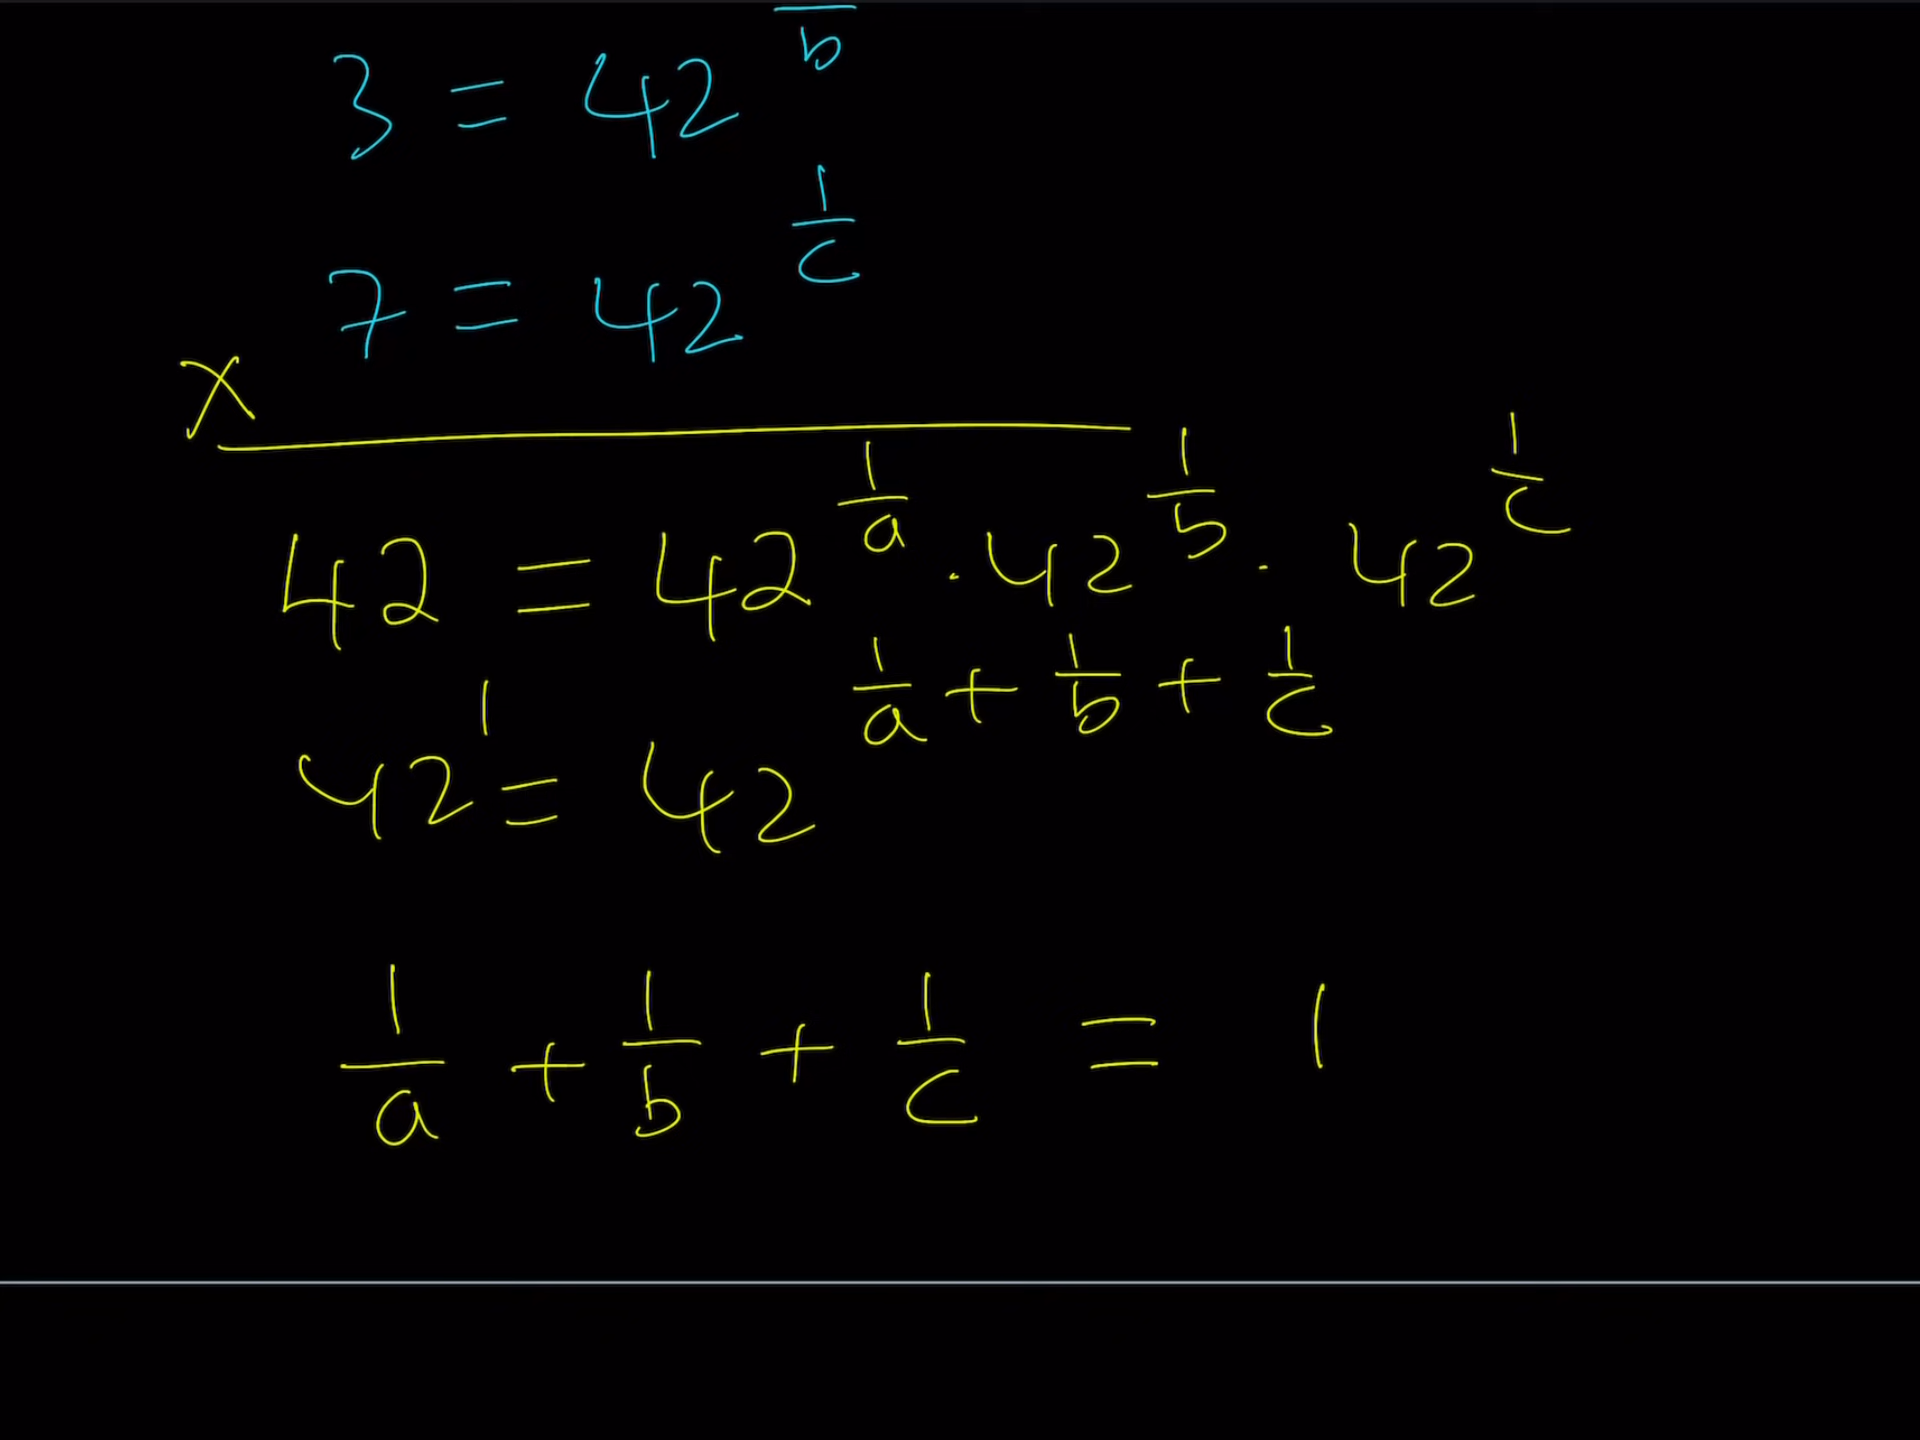 3 = 42^(1/b)
7 = 42^(1/c)
X
42 = 42^(1/a) · 42^(1/b) · 42^(1/c)
42^1 = 42^(1/a + 1/b + 1/c)
1/a + 1/b + 1/c = 1